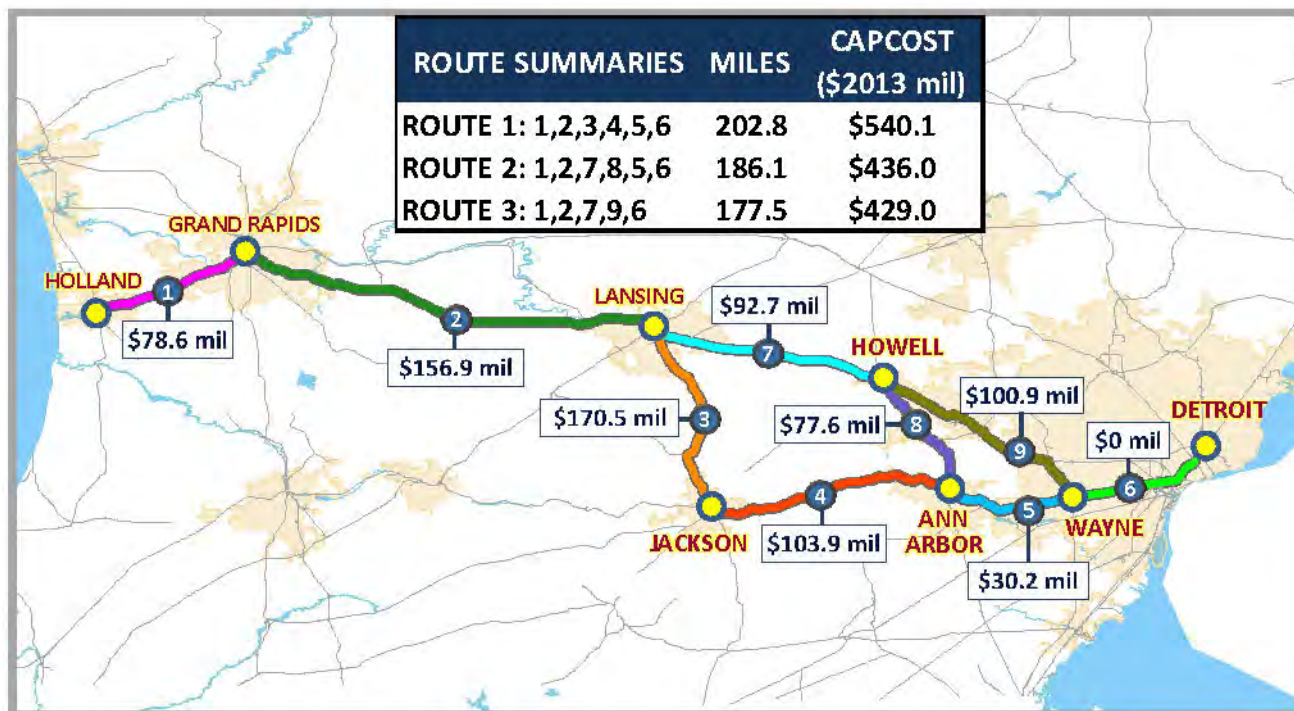 ROUTE SUMMARIES MILES CAPCOST ($2013 mil)
ROUTE 1: 1,2,3,4,5,6 202.8 $540.1
ROUTE 2: 1,2,7,8,5,6 186.1 $436.0
ROUTE 3: 1,2,7,9,6 177.5 $429.0
GRAND RAPIDS
HOLLAND
1
$78.6 mil
2
$156.9 mil
LANSING
$92.7 mil
7
HOWELL
$170.5 mil
3
$77.6 mil
8
$100.9 mil
9
DETROIT
$0 mil
6
JACKSON
4
$103.9 mil
ANN
ARBOR
5
$30.2 mil
WAYNE